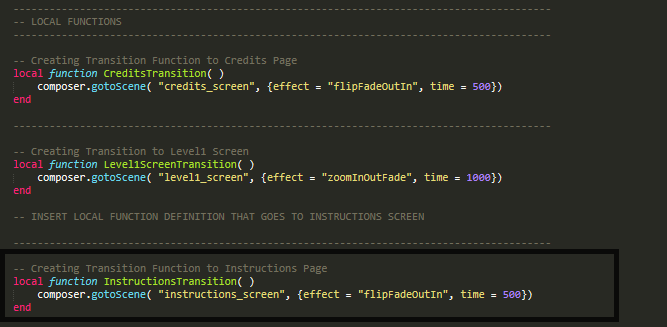 -----------------------------------------------------------------------------------------
-- LOCAL FUNCTIONS
-----------------------------------------------------------------------------------------
-- Creating Transition Function to Credits Page
local function CreditsTransition( )
    composer.gotoScene( "credits_screen", {effect = "flipFadeOutIn", time = 500})
end
-----------------------------------------------------------------------------------------
-- Creating Transition to Level1 Screen
local function Level1ScreenTransition( )
    composer.gotoScene( "level1_screen", {effect = "zoomInOutFade", time = 1000})
end
-- INSERT LOCAL FUNCTION DEFINITION THAT GOES TO INSTRUCTIONS SCREEN
-----------------------------------------------------------------------------------------
-- Creating Transition Function to Instructions Page
local function InstructionsTransition( )
    composer.gotoScene( "instructions_screen", {effect = "flipFadeOutIn", time = 500})
end